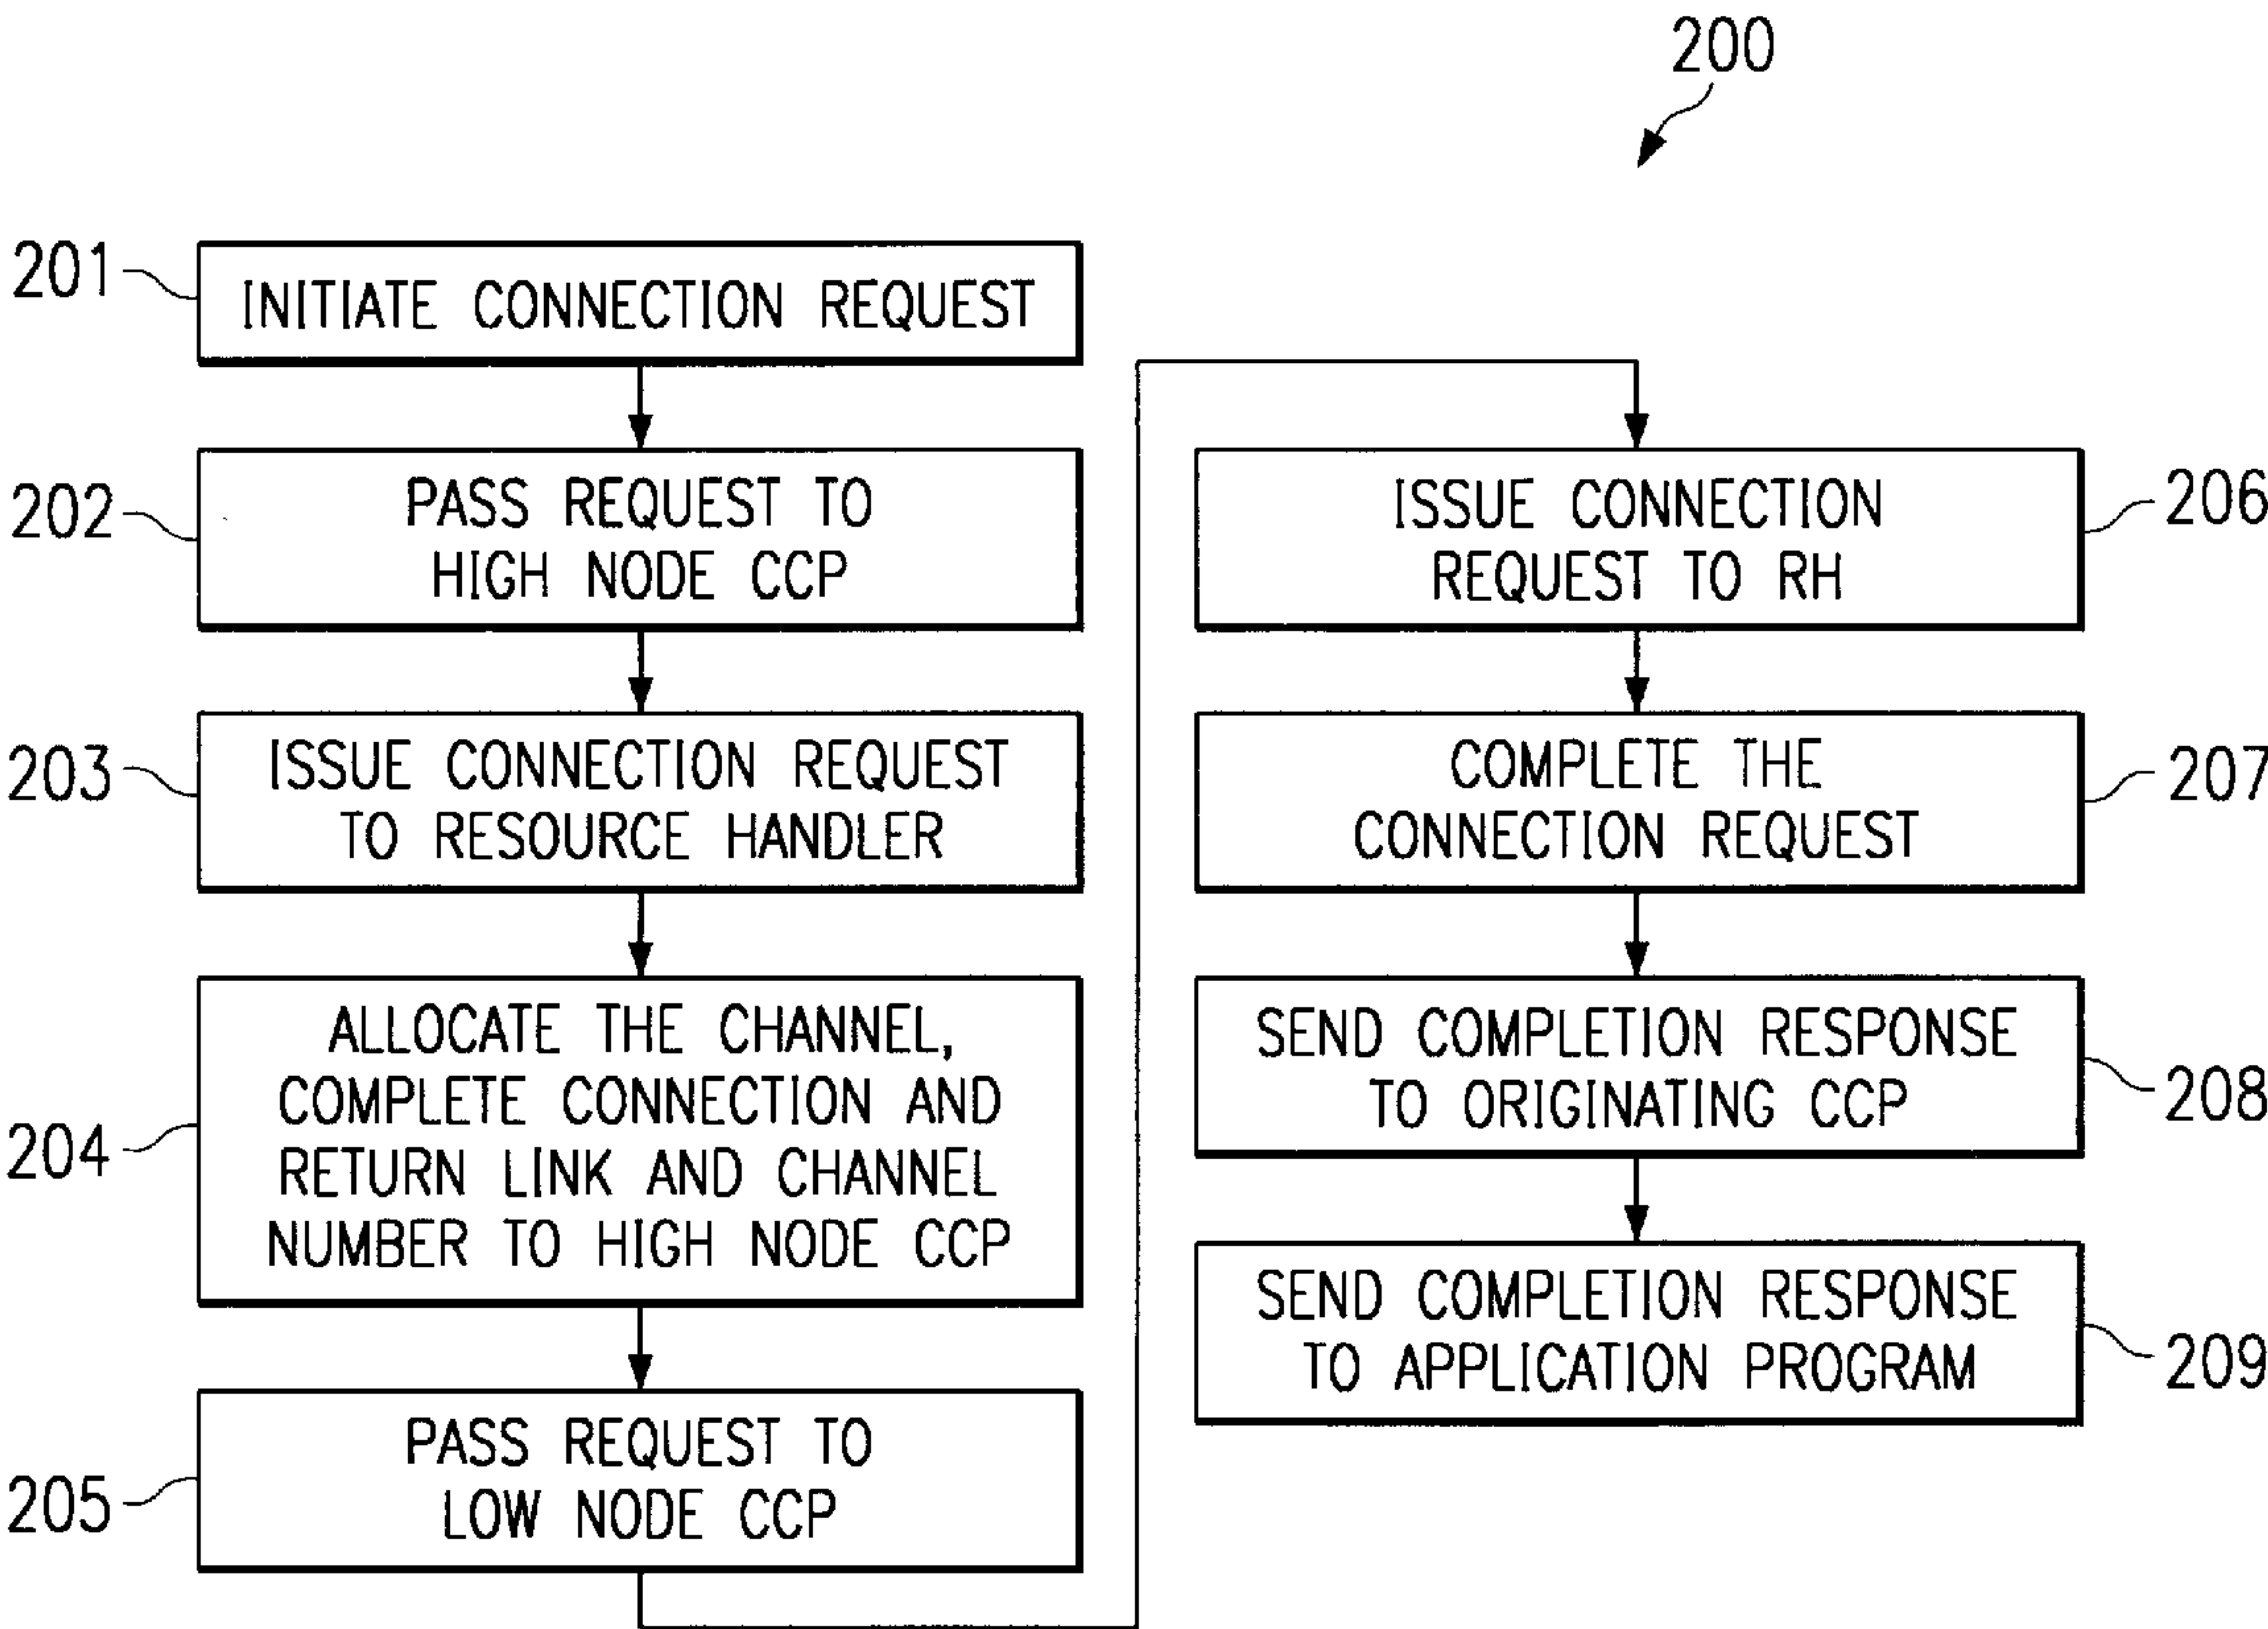 200
201
INITIATE CONNECTION REQUEST
202
PASS REQUEST TO
HIGH NODE CCP
203
ISSUE CONNECTION REQUEST
TO RESOURCE HANDLER
204
ALLOCATE THE CHANNEL,
COMPLETE CONNECTION AND
RETURN LINK AND CHANNEL
NUMBER TO HIGH NODE CCP
205
PASS REQUEST TO
LOW NODE CCP
206
ISSUE CONNECTION
REQUEST TO RH
207
COMPLETE THE
CONNECTION REQUEST
208
SEND COMPLETION RESPONSE
TO ORIGINATING CCP
209
SEND COMPLETION RESPONSE
TO APPLICATION PROGRAM